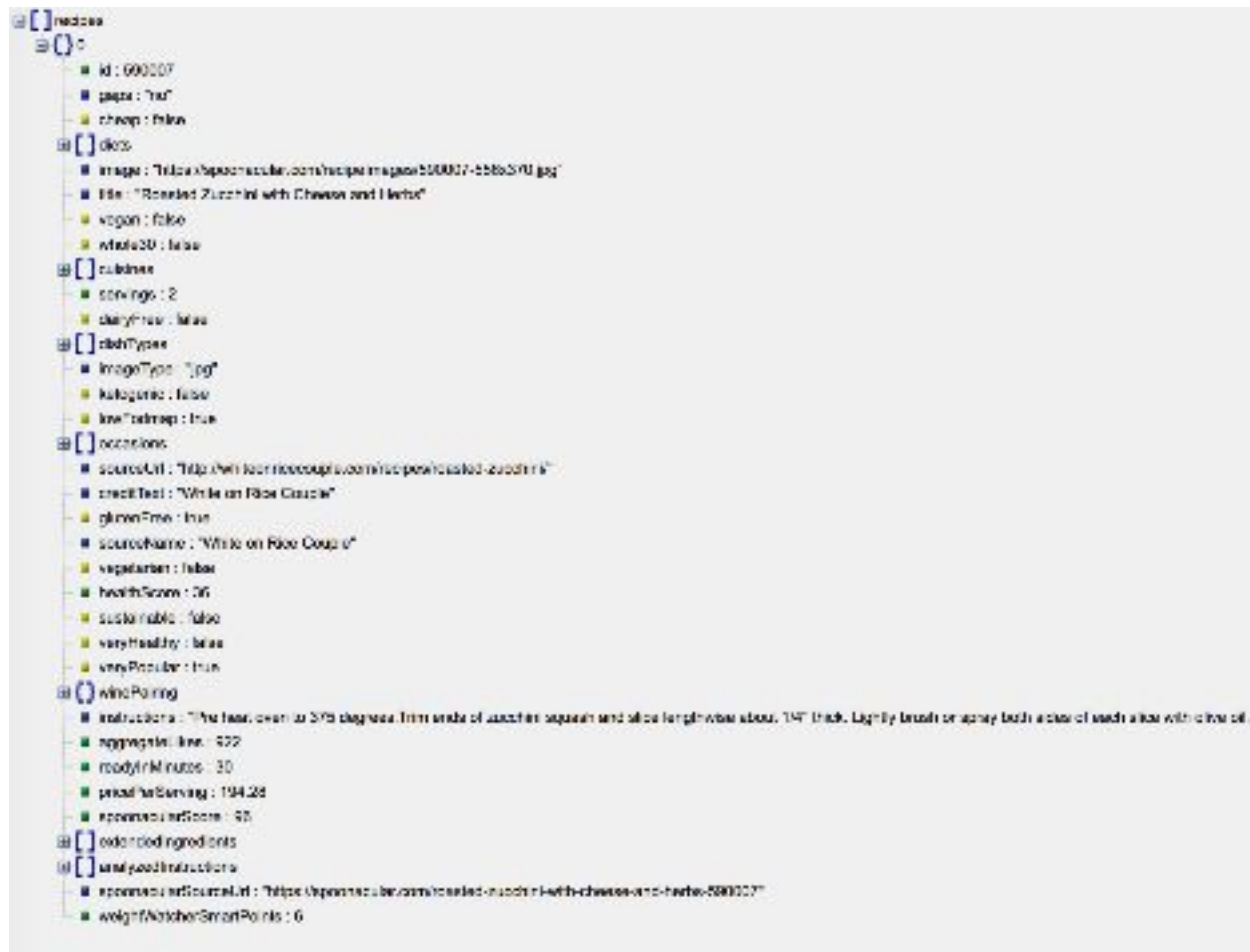 [ ] recipes
{ } 0
id : 590007
gaps : "no"
cheap : false
[ ] diets
image : "https://spoonacular.com/recipeImages/590007-556x370.jpg"
title : "Roasted Zucchini with Cheese and Herbs"
vegan : false
whole30 : false
[ ] cuisines
servings : 2
dairyFree : false
[ ] dishTypes
imageType : "jpg"
ketogenic : false
lowFodmap : true
[ ] occasions
sourceUrl : "http://whiteonricecouple.com/recipes/roasted-zucchini/"
creditText : "White on Rice Couple"
glutenFree : true
sourceName : "White on Rice Couple"
vegetarian : false
healthScore : 36
sustainable : false
veryHealthy : false
veryPopular : true
{ } winePairing
instructions : "Pre heat oven to 375 degrees.Trim ends of zucchini squash and slice lengthwise about 1/4" thick. Lightly brush or spray both sides of each slice with olive oil.
aggregateLikes : 922
readyInMinutes : 30
pricePerServing : 194.28
spoonacularScore : 96
[ ] extendedIngredients
[ ] analyzedInstructions
spoonacularSourceUrl : "https://spoonacular.com/roasted-zucchini-with-cheese-and-herbs-590007"
weightWatcherSmartPoints : 6